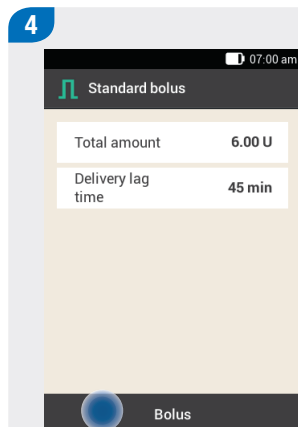 4
07:00 am
Standard bolus
Total amount 6.00 U
Delivery lag
time 45 min
Bolus